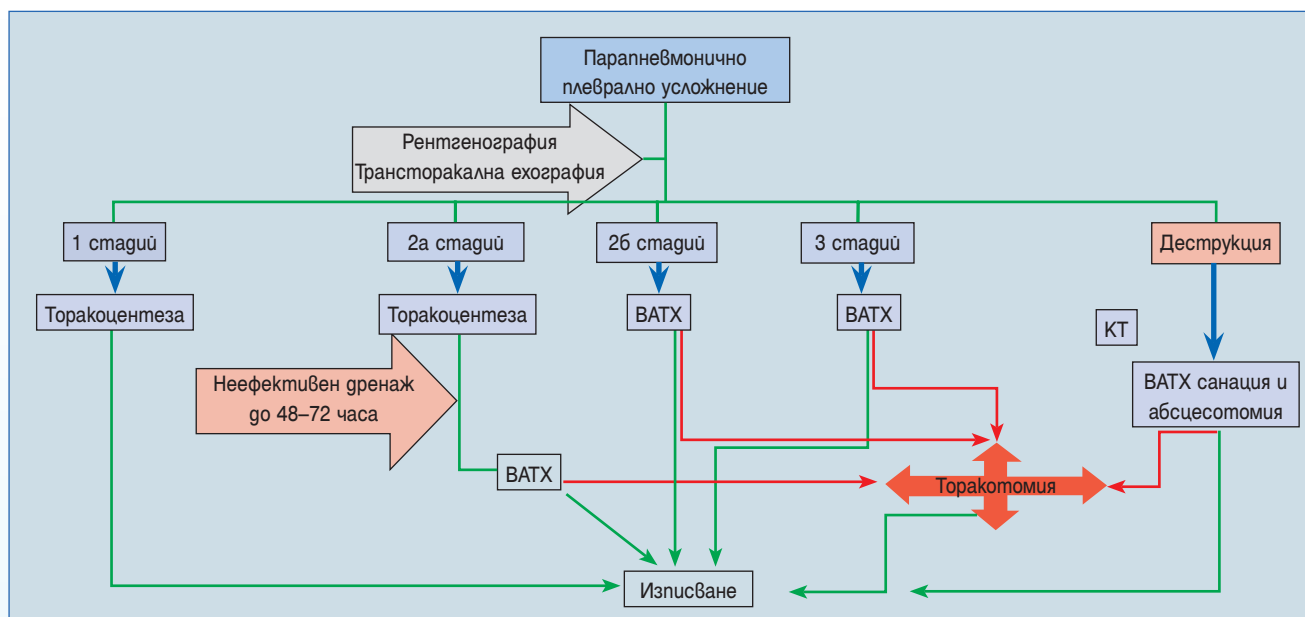 Парапневмонично
плеврално усложнение
Рентгенография
Трансторакална ехография
1 стадий
2а стадий
2б стадий
3 стадий
Деструкция
Торакоцентеза
Торакоцентеза
ВАТХ
ВАТХ
КТ
ВАТХ санация и
абсцесотомия
Неефективен дренаж
до 48–72 часа
ВАТХ
Торакотомия
Изписване